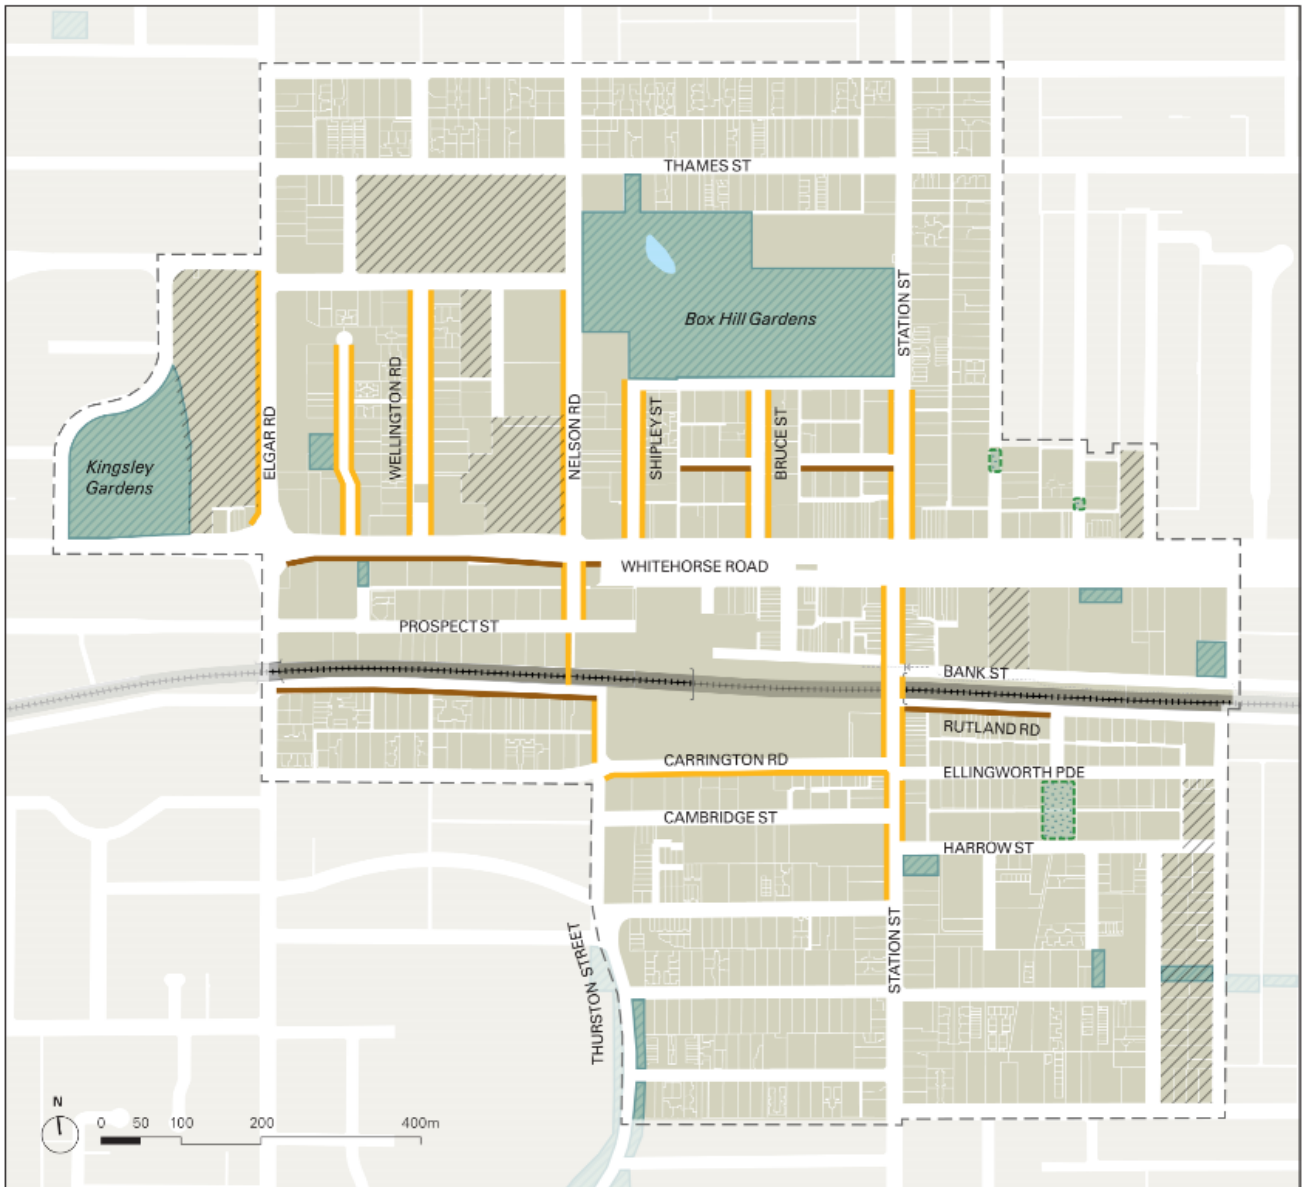 THAMES ST
Box Hill Gardens
STATION ST
Kingsley
Gardens
ELGAR RD
WELLINGTON RD
NELSON RD
SHIPLEY ST
BRUCE ST
WHITEHORSE ROAD
PROSPECT ST
BANK ST
RUTLAND RD
CARRINGTON RD
ELLINGWORTH PDE
CAMBRIDGE ST
HARROW ST
STATION ST
THURSTON STREET
N
0 50 100 200 400m